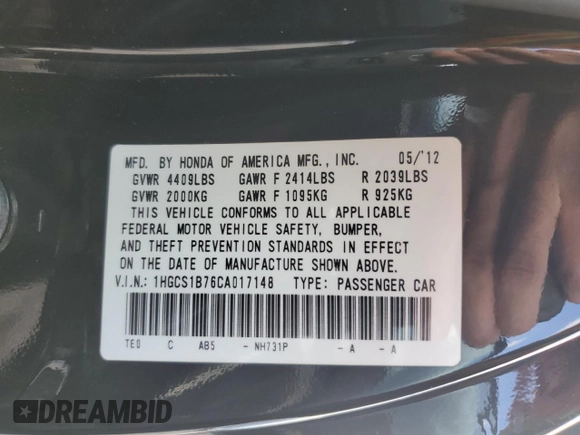 MFD. BY HONDA OF AMERICA MFG., INC. 05/'12
GVWR 4409LBS GAWR F 2414LBS R 2039LBS
GVWR 2000KG GAWR F 1095KG R 925KG
THIS VEHICLE CONFORMS TO ALL APPLICABLE
FEDERAL MOTOR VEHICLE SAFETY, BUMPER,
AND THEFT PREVENTION STANDARDS IN EFFECT
ON THE DATE OF MANUFACTURE SHOWN ABOVE.
V.I.N.: 1HGCS1B76CA017148 TYPE: PASSENGER CAR
TE0 C AB5 - NH731P - A - A
DREAMBID